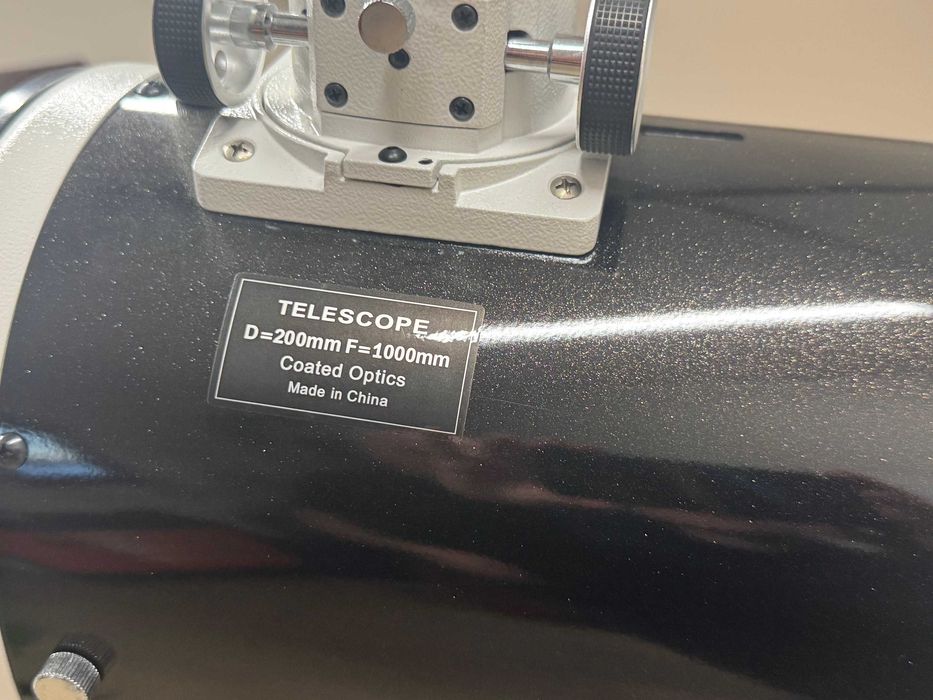 TELESCOPE
D=200mm F=1000mm
Coated Optics
Made in China